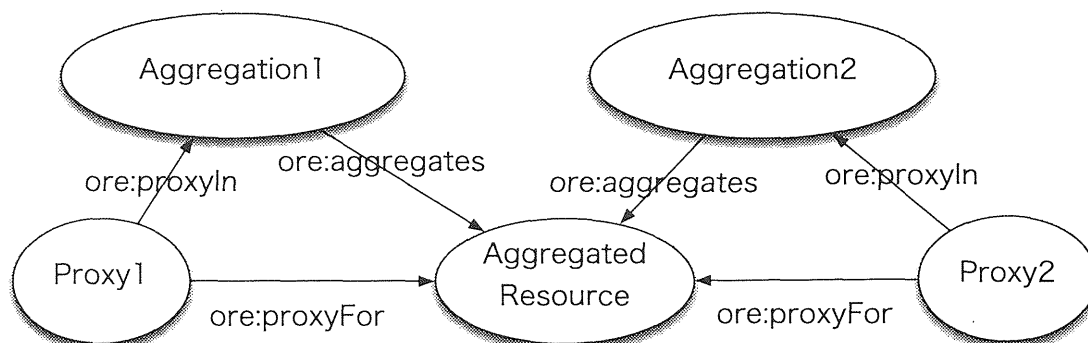 Aggregation1
Aggregation2
ore:aggregates
ore:proxyIn
ore:aggregates
ore:proxyIn
Aggregated
Resource
Proxy1
Proxy2
ore:proxyFor
ore:proxyFor